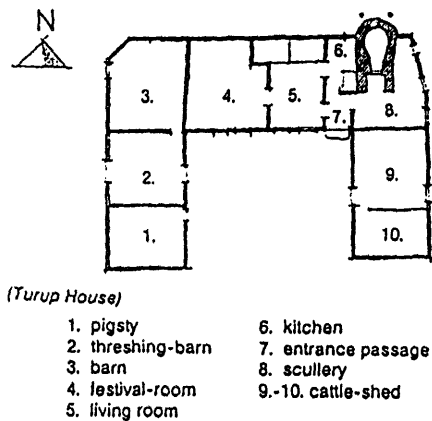 N
6.
3.
4.
5.
7.
8.
2.
9.
1.
10.
(Turup House)
1. pigsty
2. threshing-barn
3. barn
4. festival-room
5. living room
6. kitchen
7. entrance passage
8. scullery
9.-10. cattle-shed